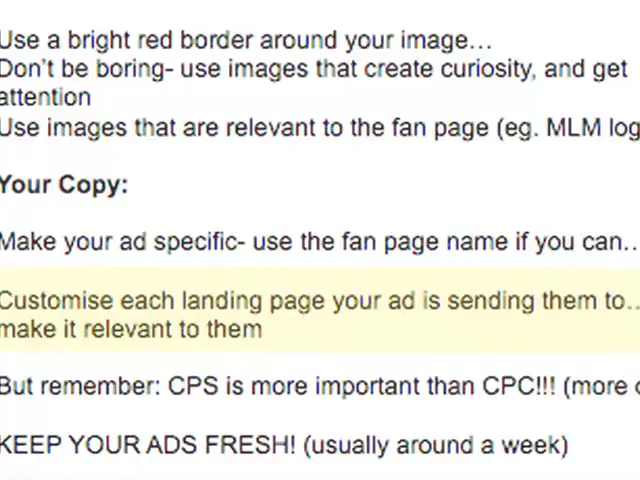 Use a bright red border around your image…
Don't be boring- use images that create curiosity, and get
attention
Use images that are relevant to the fan page (eg. MLM
Your Copy:
Make your ad specific- use the fan page name if you can…
Customise each landing page your ad is sending them to…
make it relevant to them
But remember: CPS is more important than CPC!!! (more
KEEP YOUR ADS FRESH! (usually around a week)